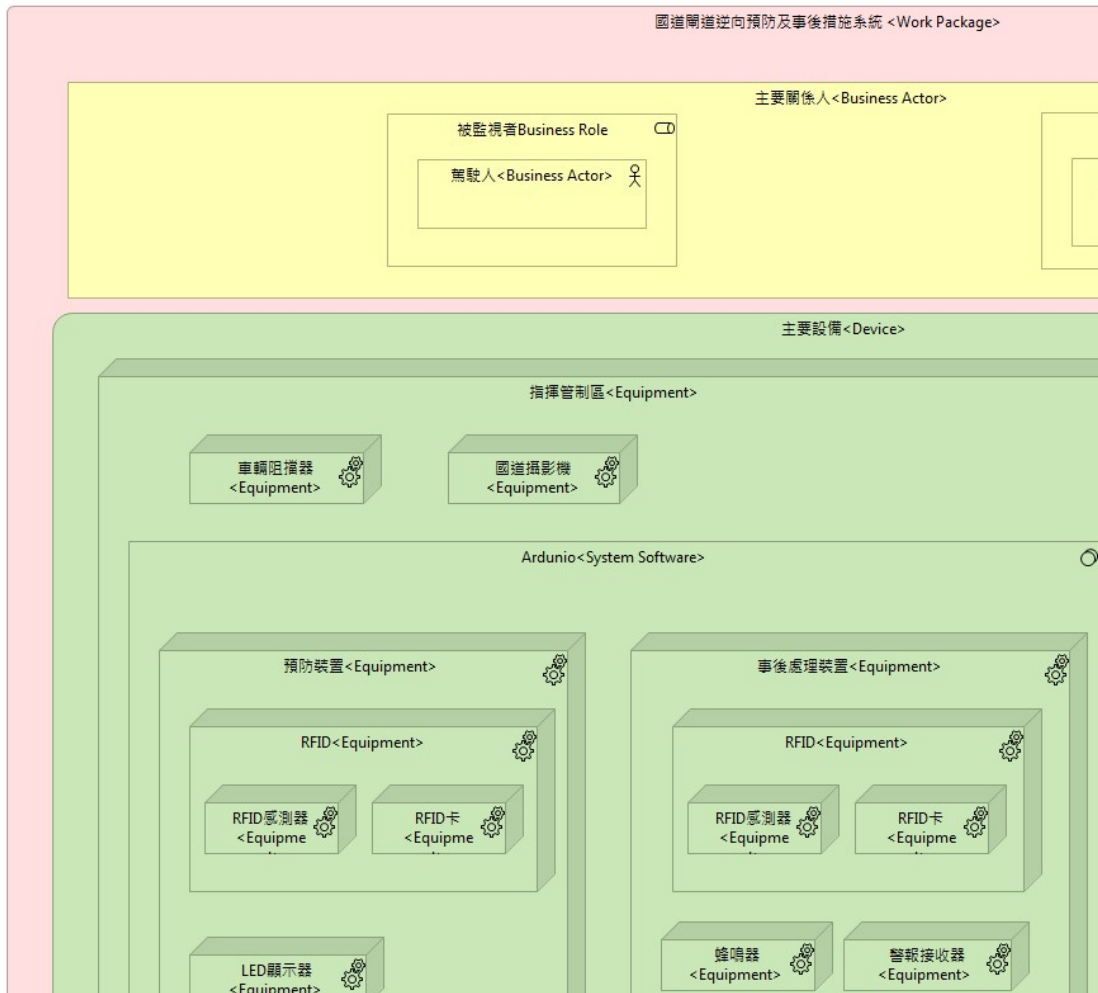 國道閘道逆向預防及事後措施系統 <Work Package>
主要關係人<Business Actor>
被監視者Business Role
駕駛人<Business Actor>
主要設備<Device>
指揮管制區<Equipment>
車輛阻擋器
<Equipment>
國道攝影機
<Equipment>
Ardunio<System Software>
預防裝置<Equipment>
事後處理裝置<Equipment>
RFID<Equipment>
RFID<Equipment>
RFID感測器
<Equipme
RFID卡
<Equipme
RFID感測器
<Equipme
RFID卡
<Equipme
LED顯示器
<Equipment>
蜂鳴器
<Equipment>
警報接收器
<Equipment>